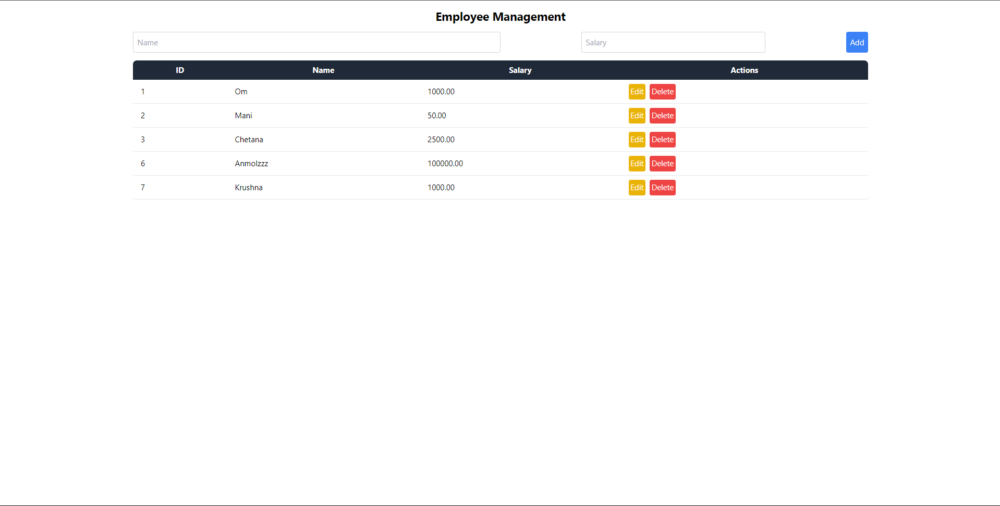 Employee Management
Name Salary Add
ID Name Salary Actions
1 Om 1000.00 Edit Delete
2 Mani 50.00 Edit Delete
3 Chetana 2500.00 Edit Delete
6 Anmolzzz 100000.00 Edit Delete
7 Krushna 1000.00 Edit Delete